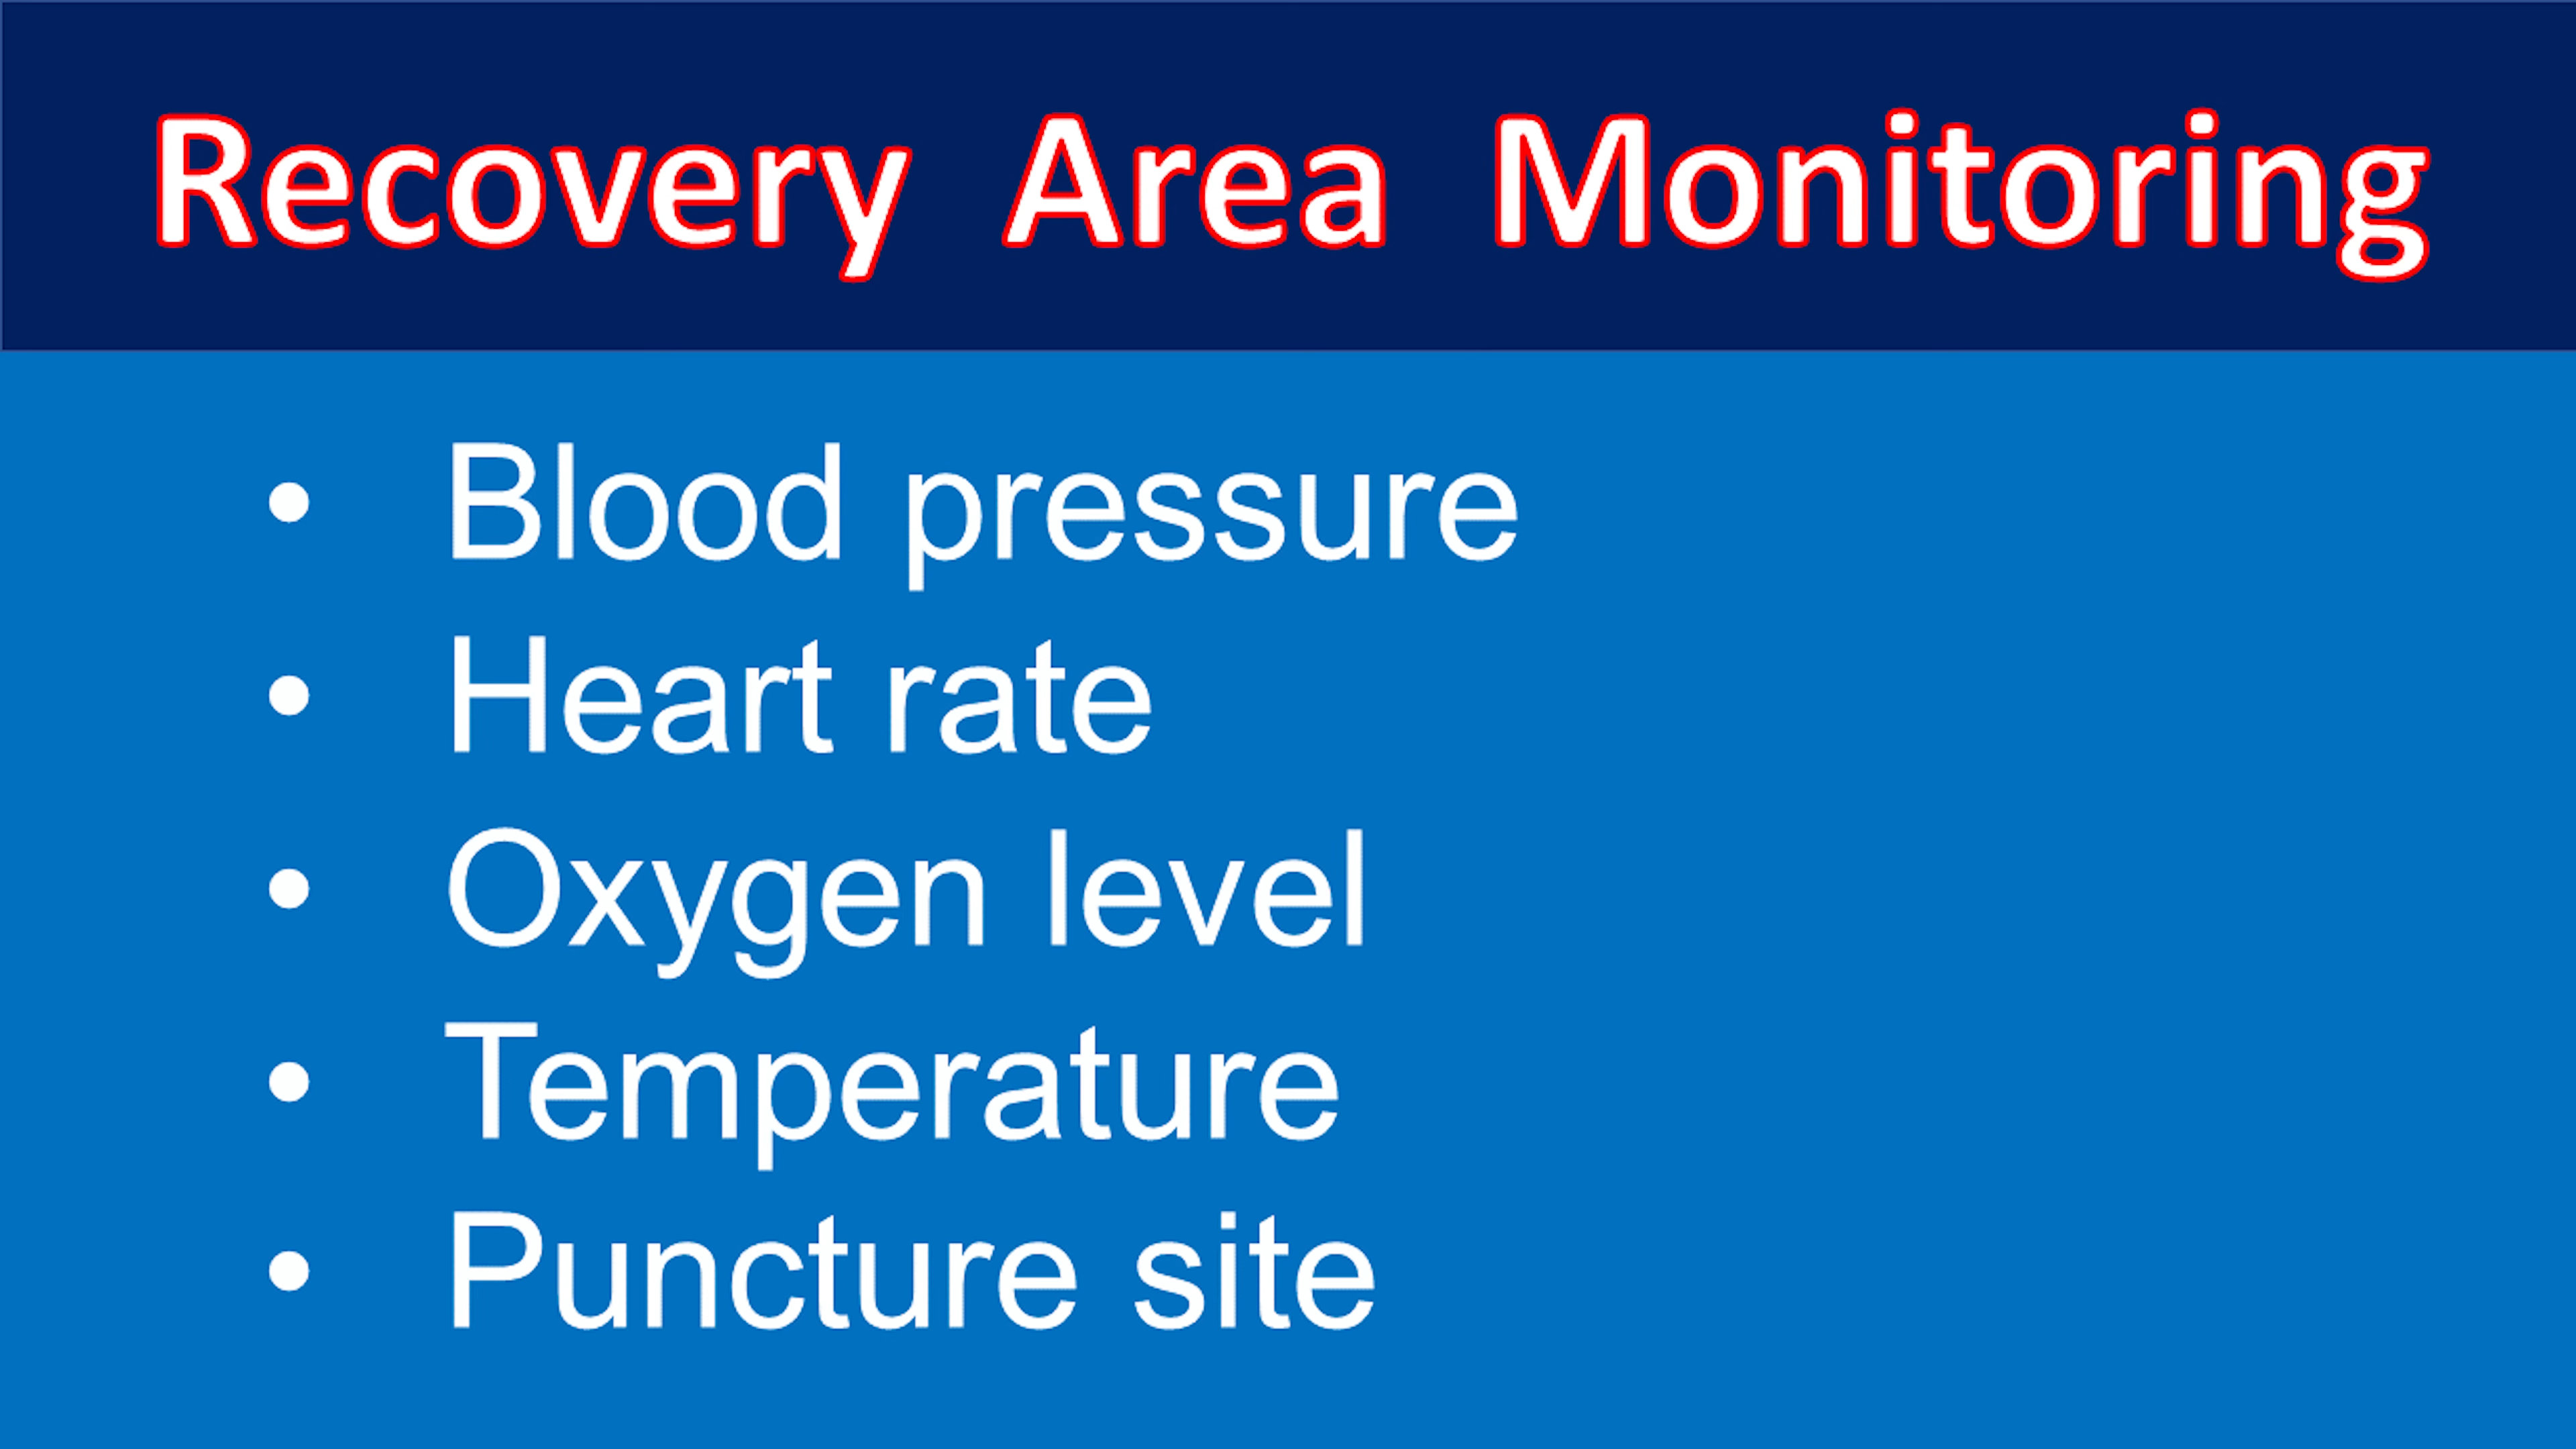 Recovery Area Monitoring
• Blood pressure
• Heart rate
• Oxygen level
• Temperature
• Puncture site